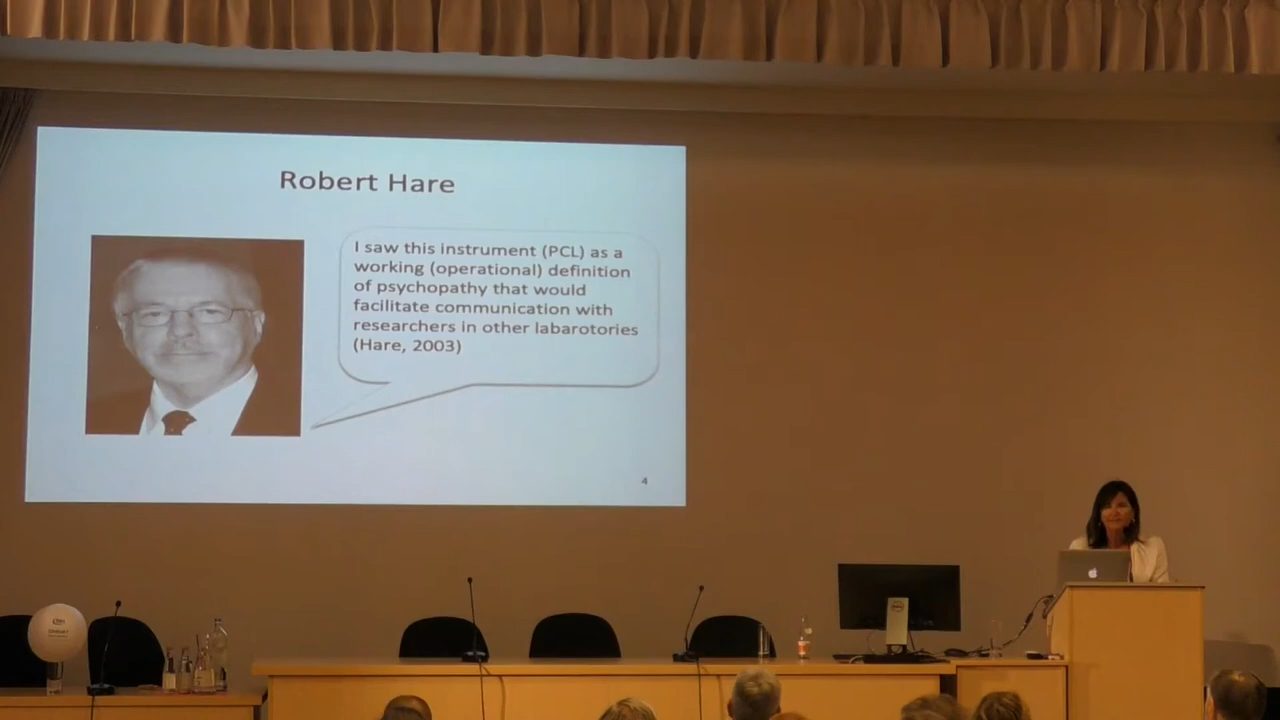 Robert Hare
I saw this instrument (PCL) as a
working (operational) definition
of psychopathy that would
facilitate communication with
researchers in other labarotories
(Hare, 2003)
4